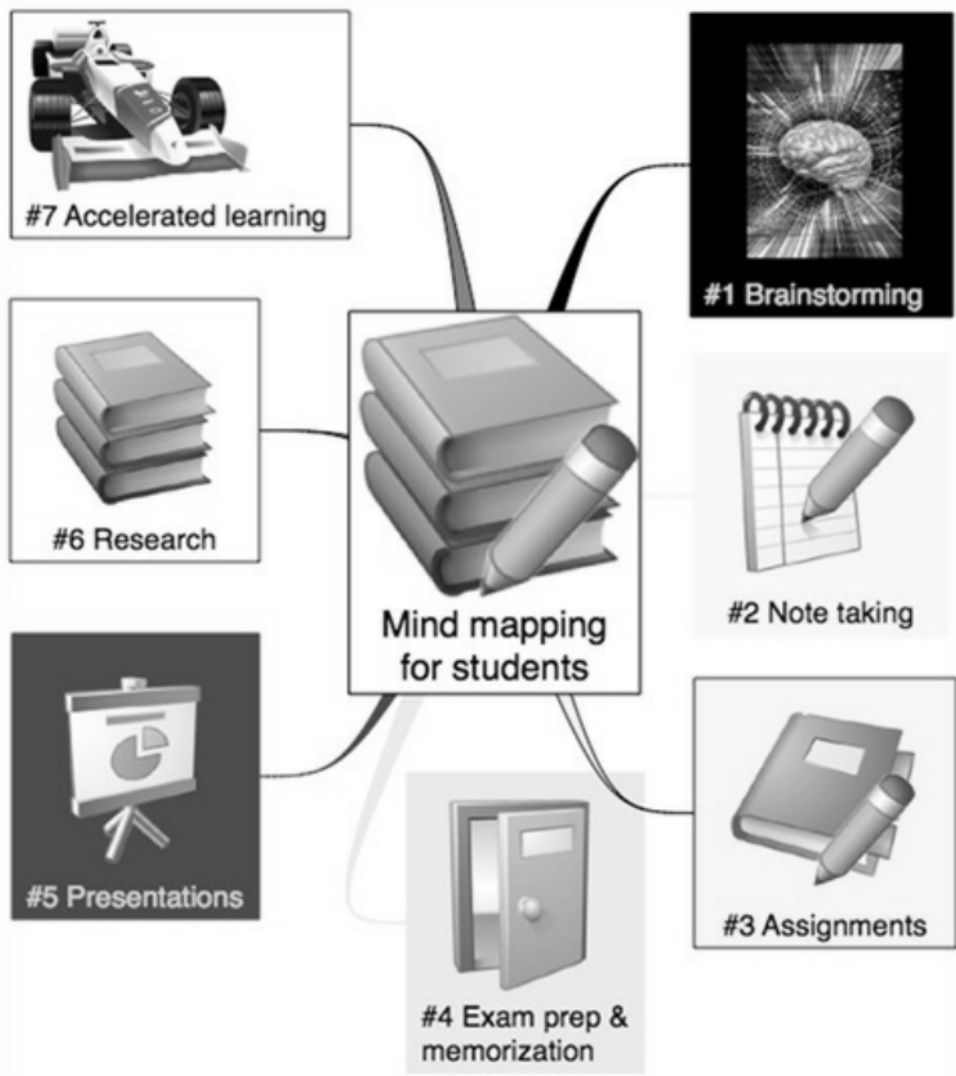 Mind mapping
for students
#1 Brainstorming
#2 Note taking
#3 Assignments
#4 Exam prep &
memorization
#5 Presentations
#6 Research
#7 Accelerated learning